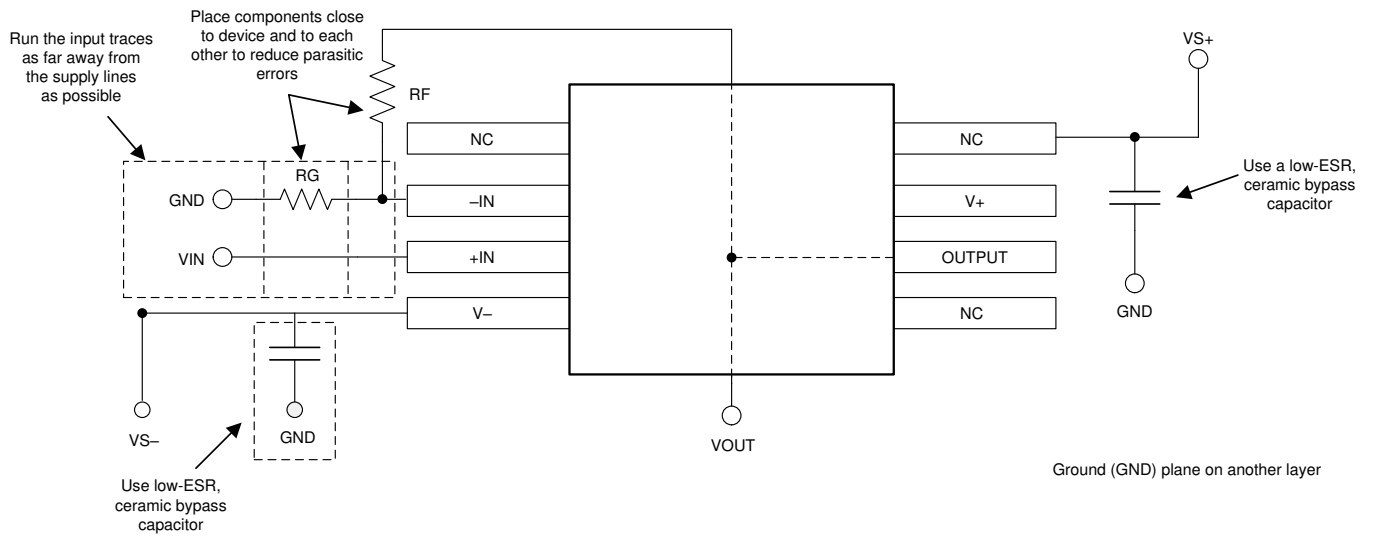 Run the input traces
as far away from
the supply lines
as possible
Place components close
to device and to each
other to reduce parasitic
errors
RF
VS+
NC
NC
Use a low-ESR,
ceramic bypass
capacitor
RG
GND
–IN
V+
VIN
+IN
OUTPUT
V–
NC
GND
VS–
GND
VOUT
Use low-ESR,
ceramic bypass
capacitor
Ground (GND) plane on another layer